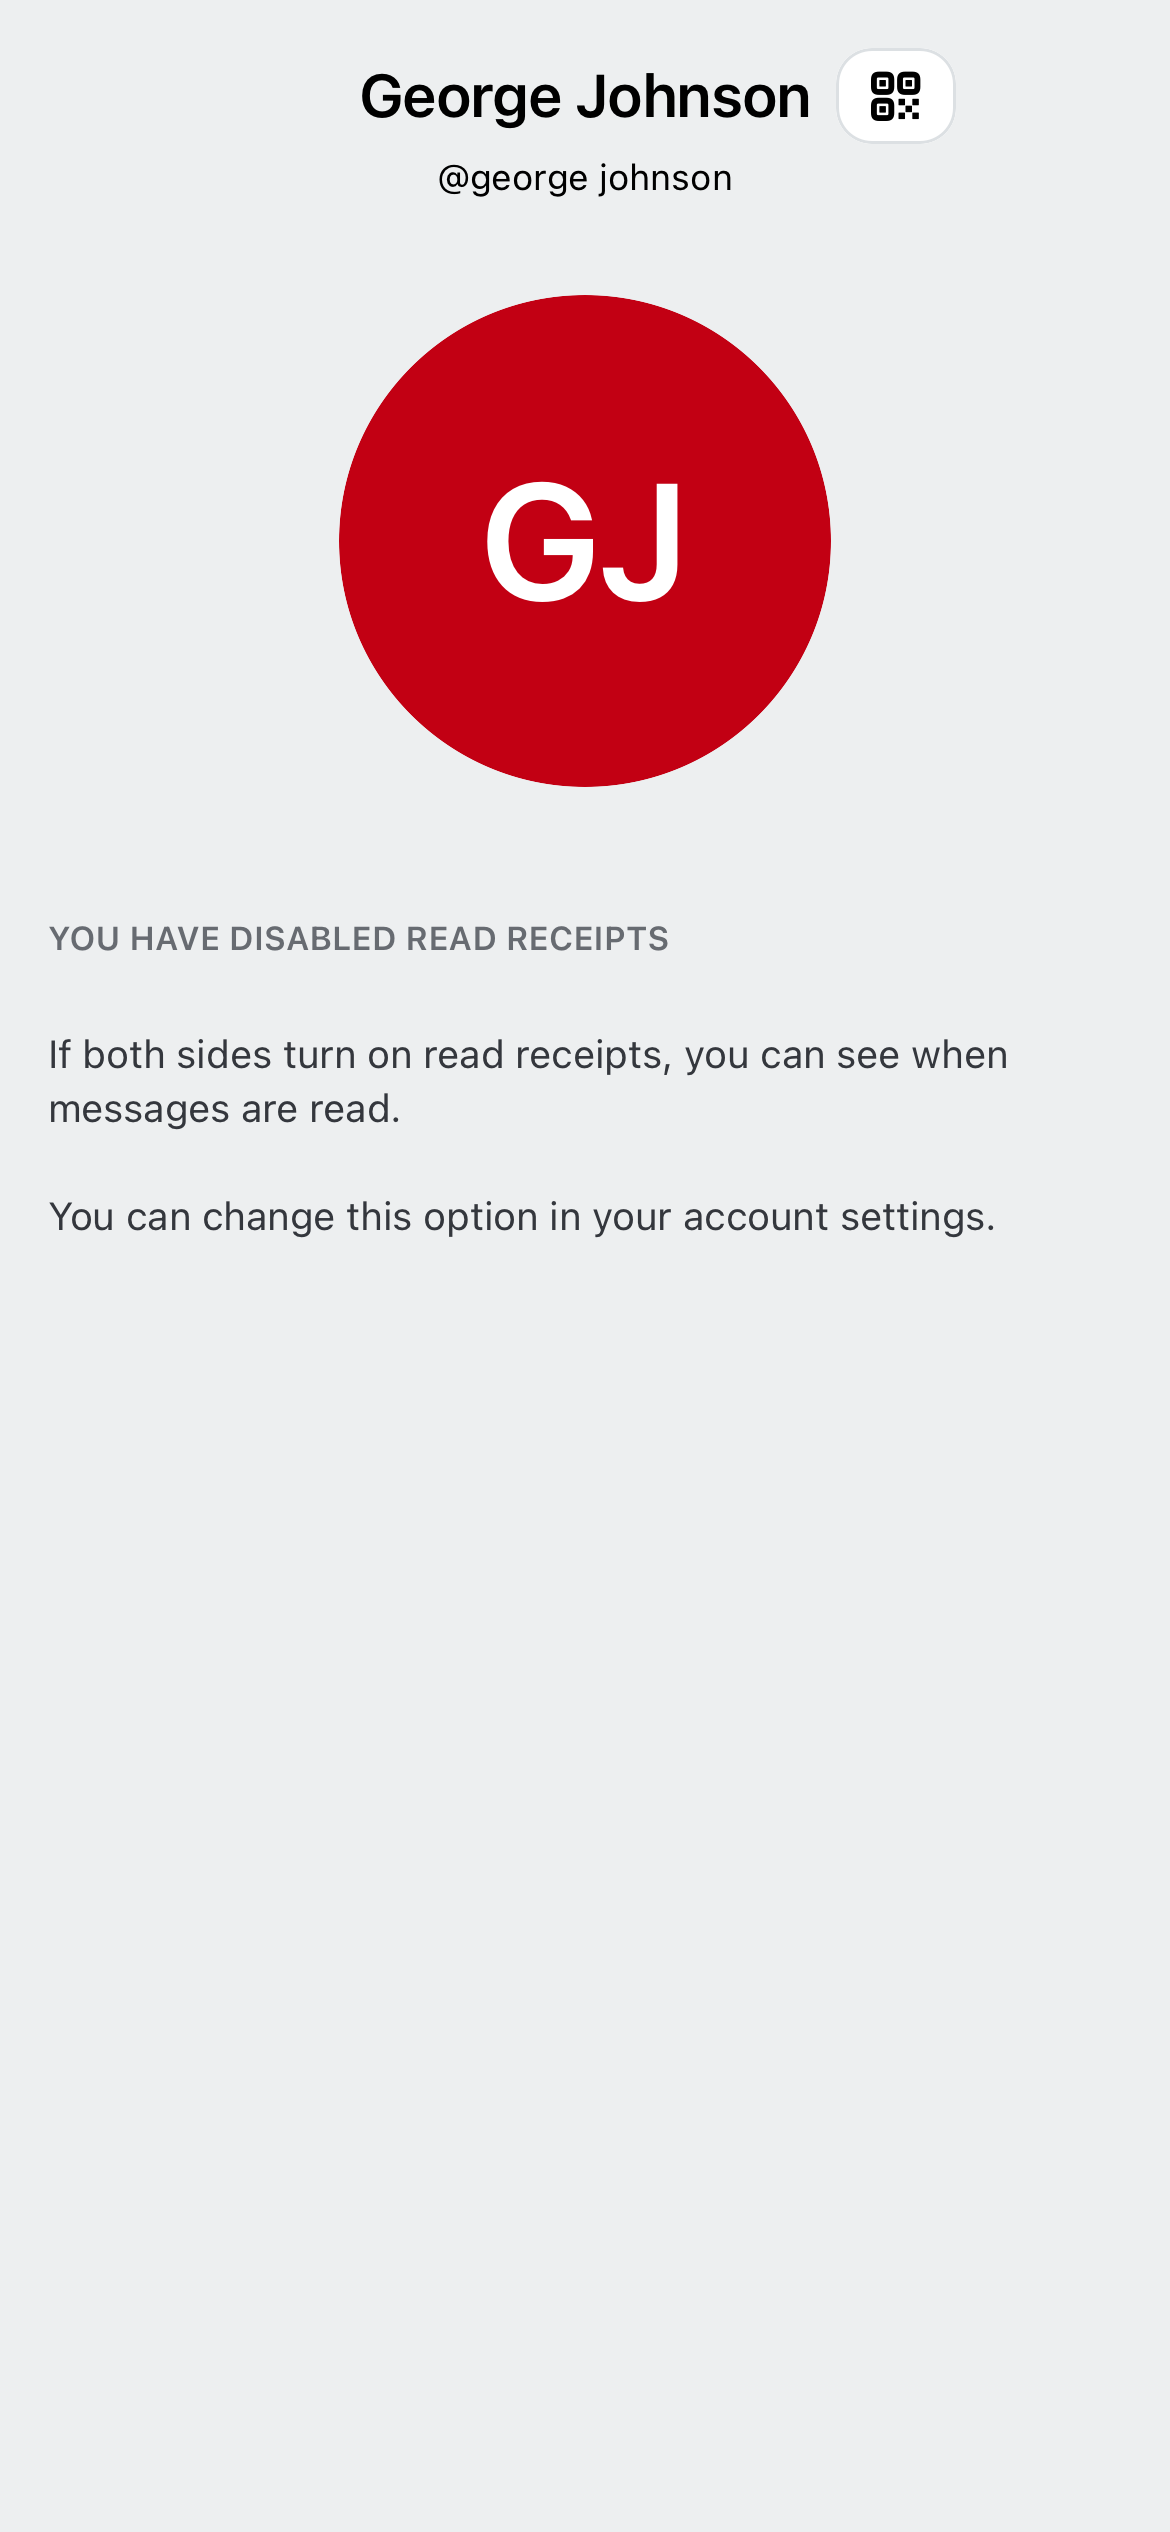 George Johnson
@george johnson
GJ
YOU HAVE DISABLED READ RECEIPTS
If both sides turn on read receipts, you can see when
messages are read.
You can change this option in your account settings.